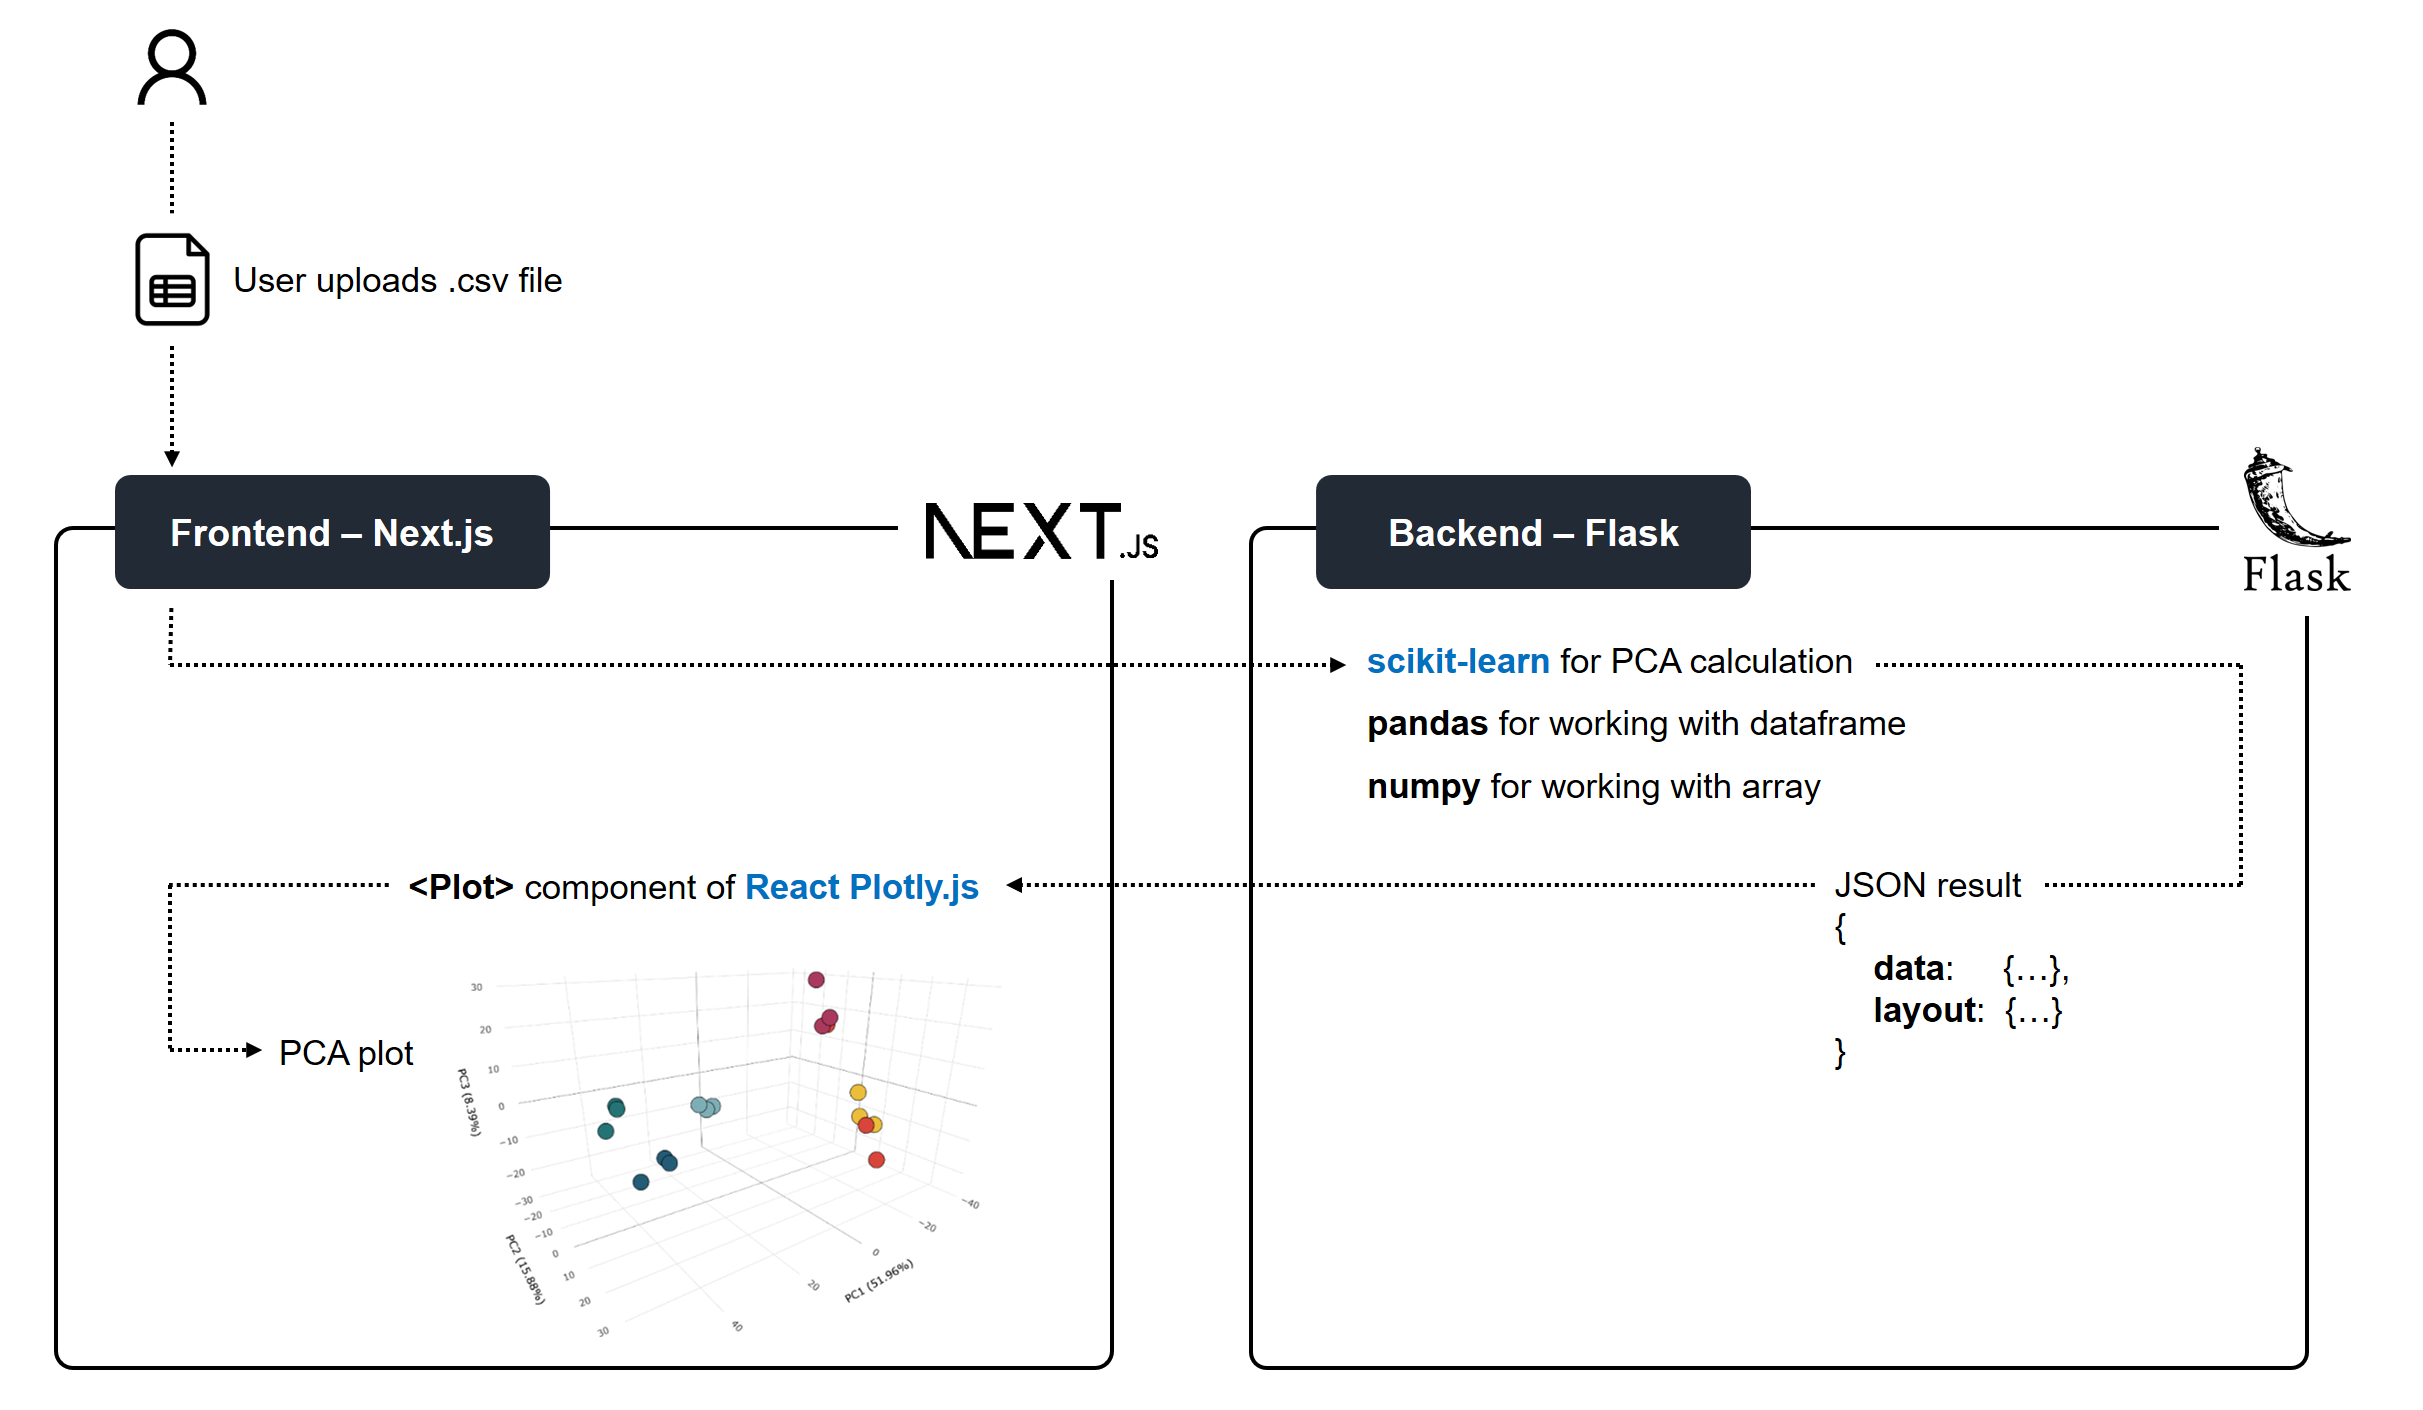 User uploads .csv file
Frontend – Next.js
NEXT.JS
Backend – Flask
Flask
scikit-learn for PCA calculation
pandas for working with dataframe
numpy for working with array
<Plot> component of React Plotly.js
JSON result
{
data: {…},
layout: {…}
}
PCA plot
30
20
10
0
−10
−20
−30
PC3 (8.39%)
−20
−10
0
10
20
30
PC2 (15.88%)
40
20
0
−20
−40
PC1 (51.96%)